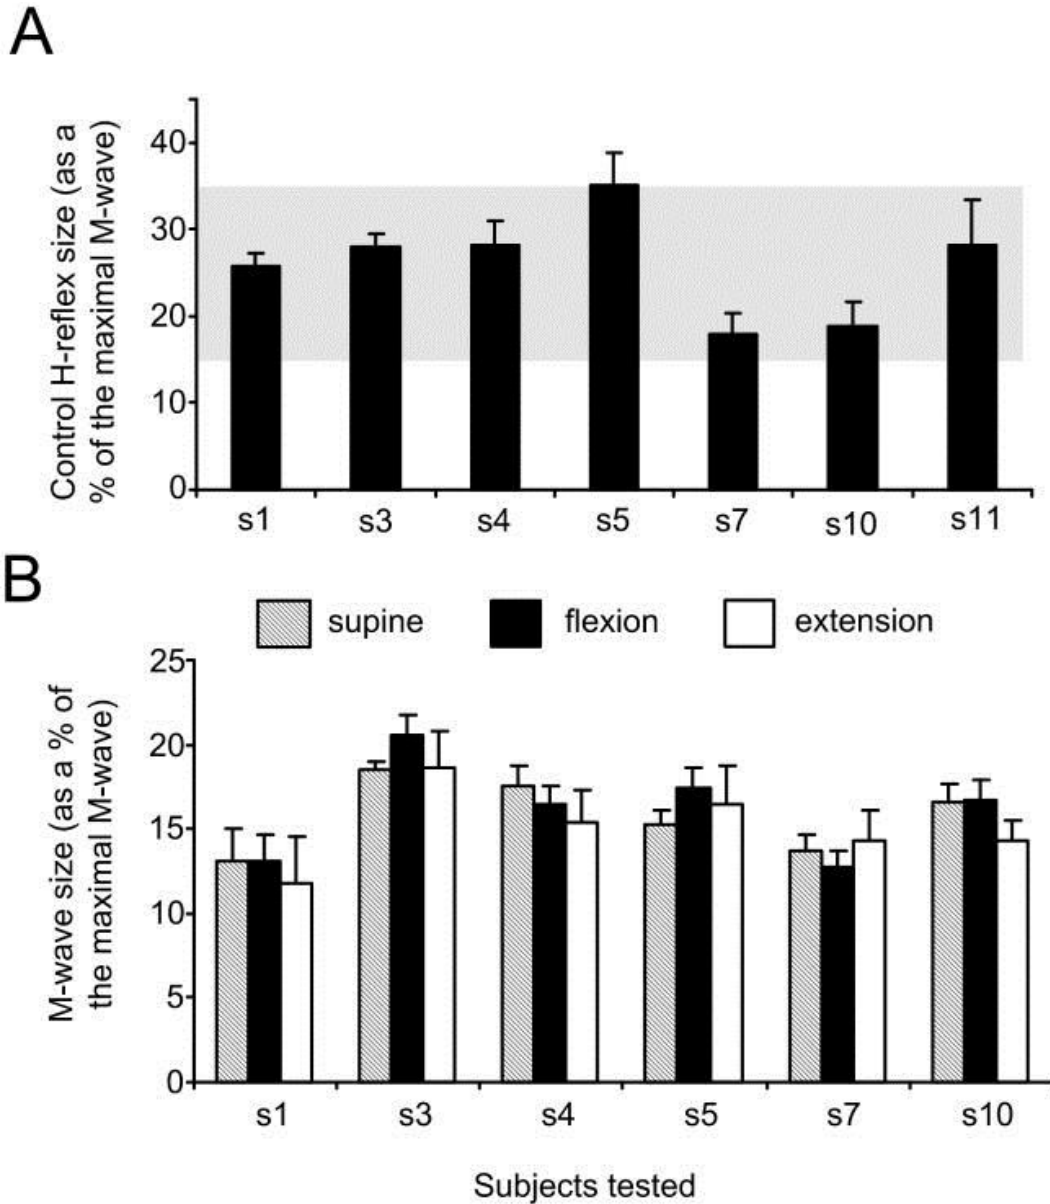 A
Control H-reflex size (as a
% of the maximal M-wave)
40
30
20
10
0
s1 s3 s4 s5 s7 s10 s11
B
supine flexion extension
M-wave size (as a % of
the maximal M-wave)
25
20
15
10
5
0
s1 s3 s4 s5 s7 s10
Subjects tested